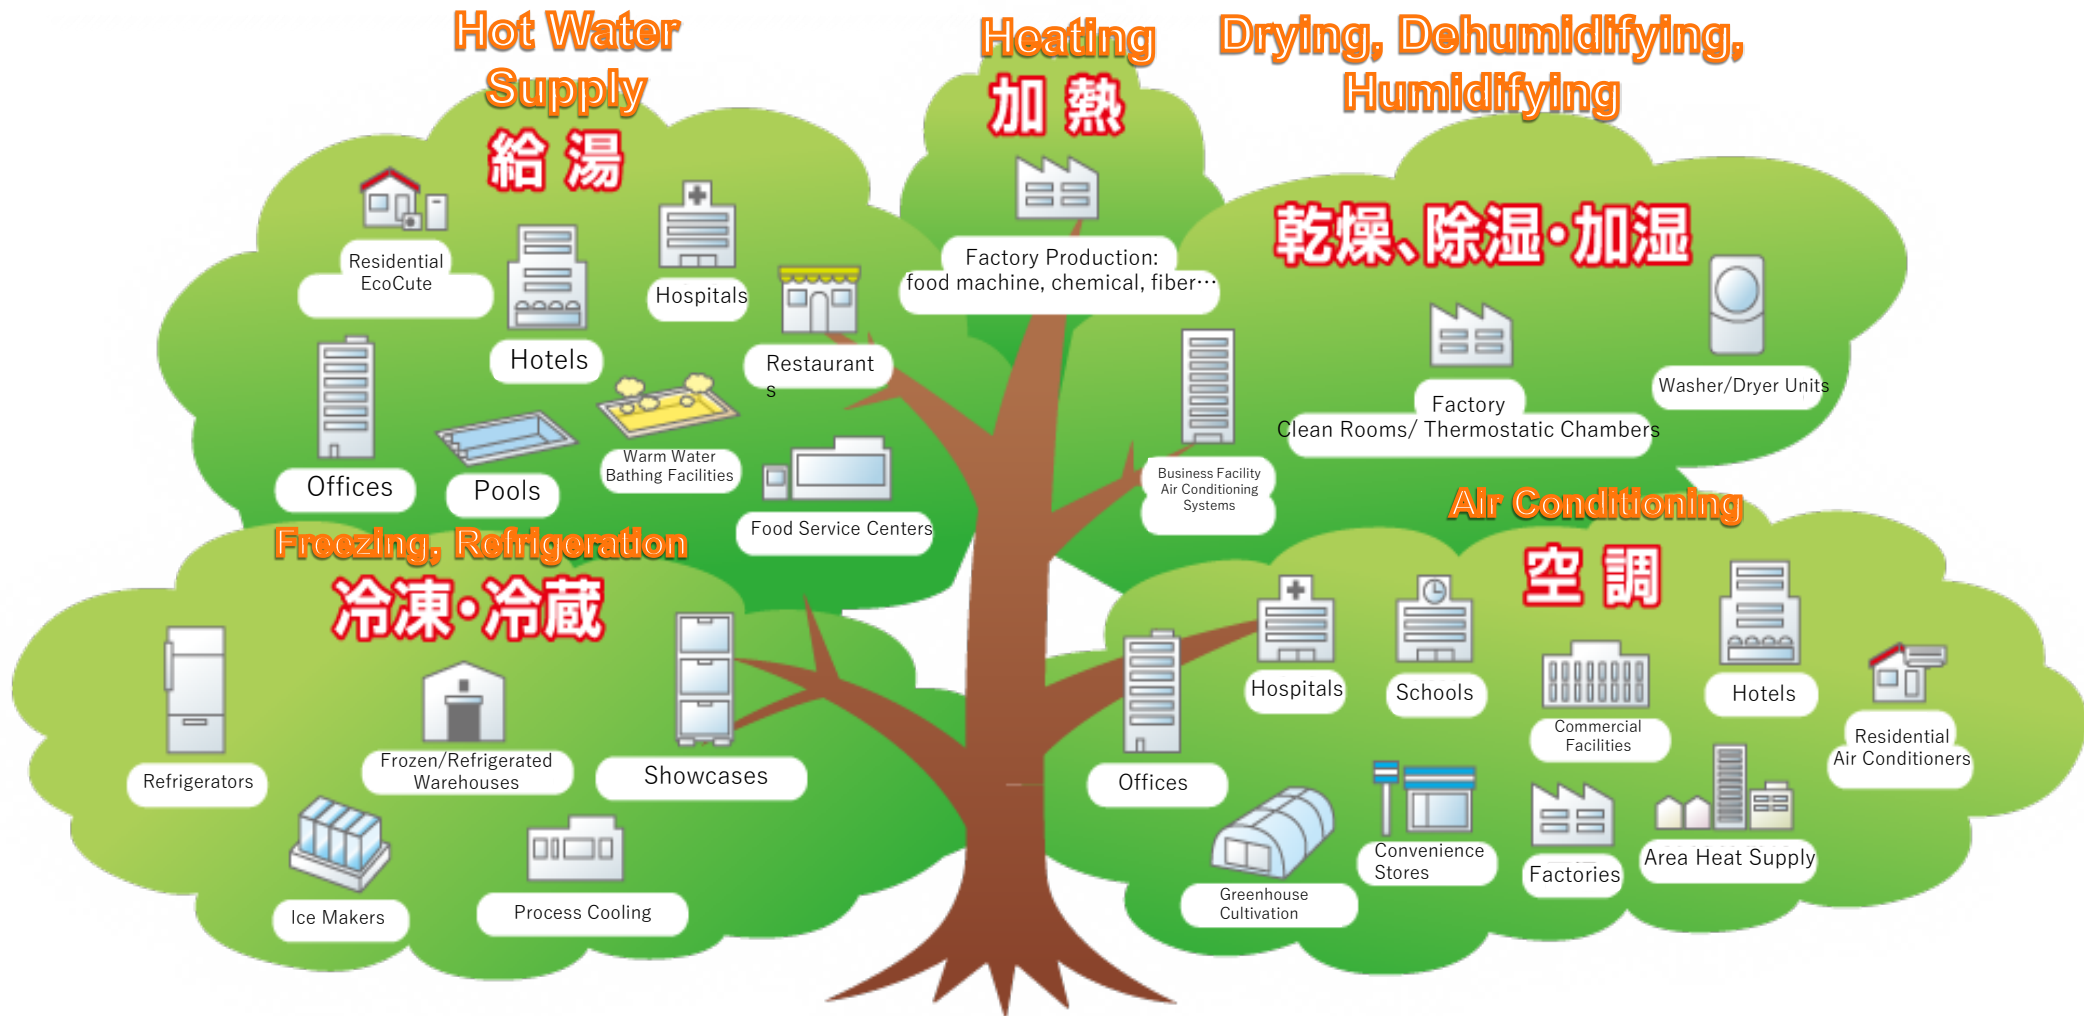 Hot Water
Supply
給湯
Residential
EcoCute
Hotels
Hospitals
Restaurant
s
Offices
Pools
Warm Water
Bathing Facilities
Food Service Centers
Heating
加熱
Factory Production:
food machine, chemical, fiber…
Drying, Dehumidifying,
Humidifying
乾燥、除湿・加湿
Business Facility
Air Conditioning
Systems
Factory
Clean Rooms/ Thermostatic Chambers
Washer/Dryer Units
Freezing, Refrigeration
冷凍・冷蔵
Refrigerators
Frozen/Refrigerated
Warehouses
Showcases
Ice Makers
Process Cooling
Air Conditioning
空調
Offices
Hospitals
Schools
Commercial
Facilities
Hotels
Residential
Air Conditioners
Greenhouse
Cultivation
Convenience
Stores
Factories
Area Heat Supply